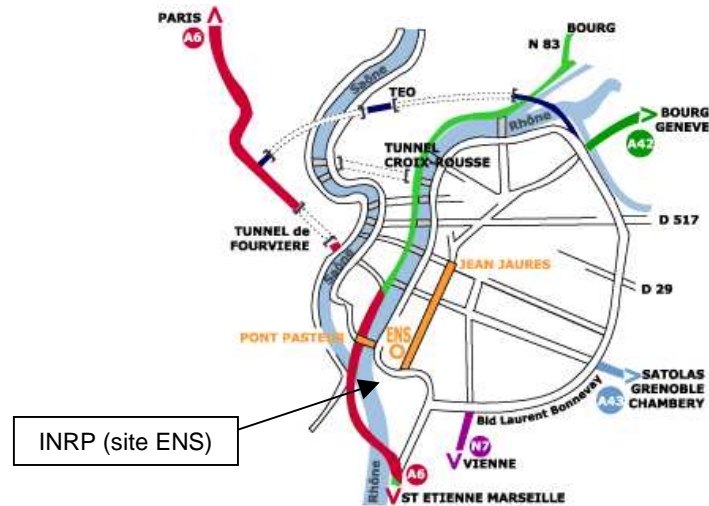 PARIS
A6
BOURG
N 83
Saône
TEO
Rhône
BOURG
GENEVE
A42
TUNNEL
CROIX-ROUSSE
D 517
TUNNEL de
FOURVIERE
Saône
JEAN JAURES
D 29
PONT PASTEUR
ENS
SATOLAS
GRENOBLE
CHAMBERY
A43
Bld Laurent Bonnevay
INRP (site ENS)
N7
VIENNE
A6
Rhône
ST ETIENNE MARSEILLE